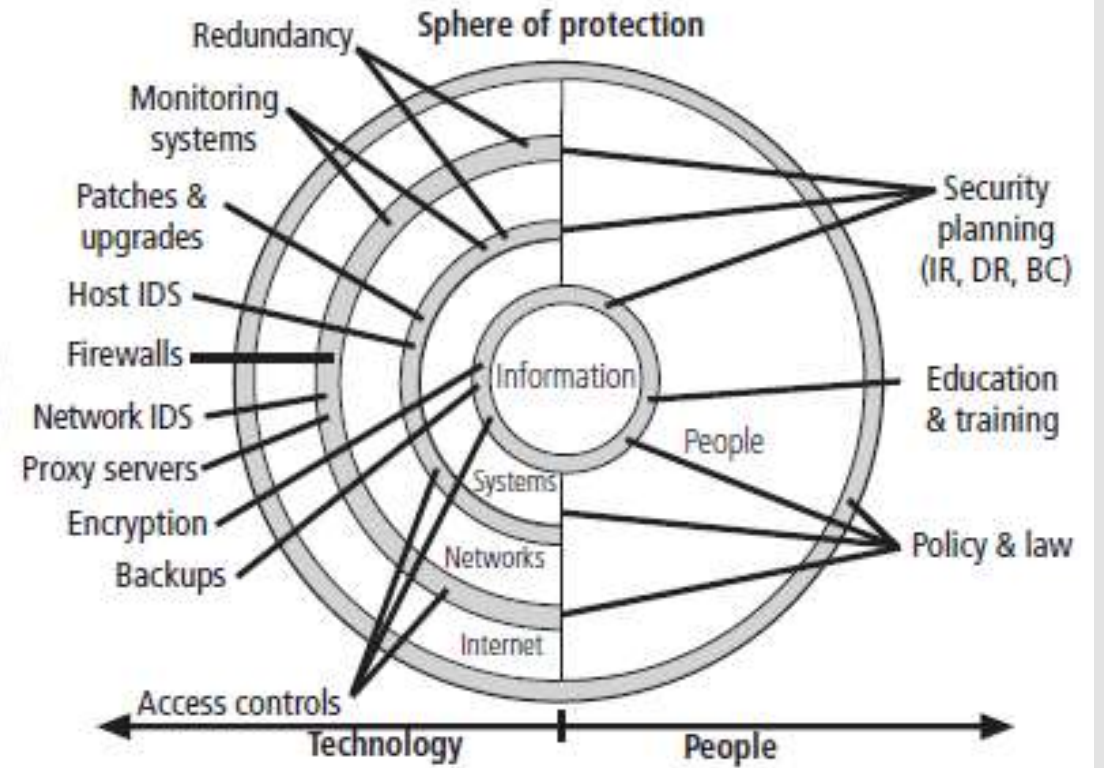 Sphere of protection
Redundancy
Monitoring
systems
Patches &
upgrades
Host IDS
Firewalls
Network IDS
Proxy servers
Encryption
Backups
Access controls
Information
Systems
Networks
Internet
People
Security
planning
(IR, DR, BC)
Education
& training
Policy & law
Technology
People